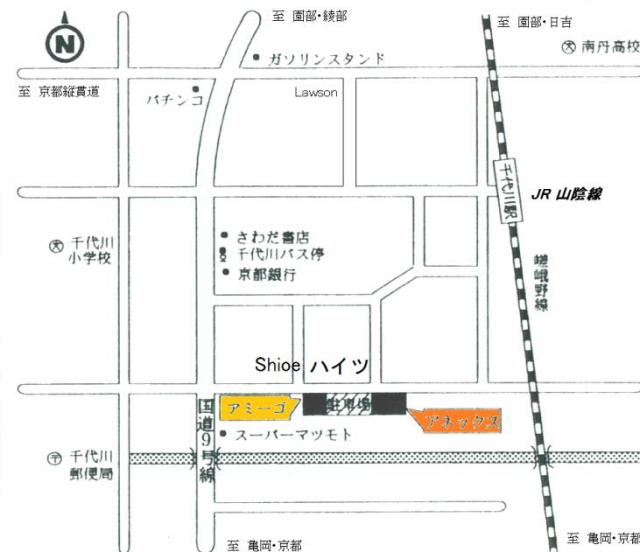 N
至 園部・綾部
至 園部・日吉
ガソリンスタンド
大 南丹高校
至 京都縦貫道
パチンコ
Lawson
千代川駅
JR 山陰線
さわだ書店
千代川バス停
京都銀行
大 千代川
小学校
嵯峨野線
Shioe ハイツ
アミーゴ
駐車場
アネックス
国道9号線
スーパーマツモト
〒 千代川
郵便局
至 亀岡・京都
至 亀岡・京都